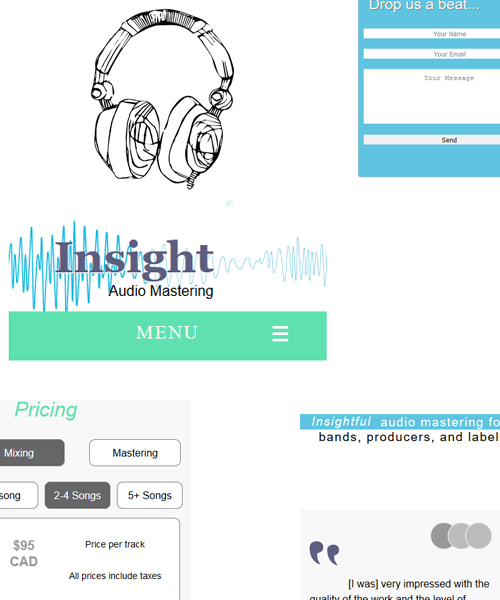 Drop us a beat...
Your Name
Your Email
Your Message
Send
Insight
Audio Mastering
MENU
Pricing
Mixing
Mastering
song
2-4 Songs
5+ Songs
$95
CAD
Price per track
All prices include taxes
Insightful audio mastering fo
bands, producers, and label
[I was] very impressed with the
quality of the work and the level of